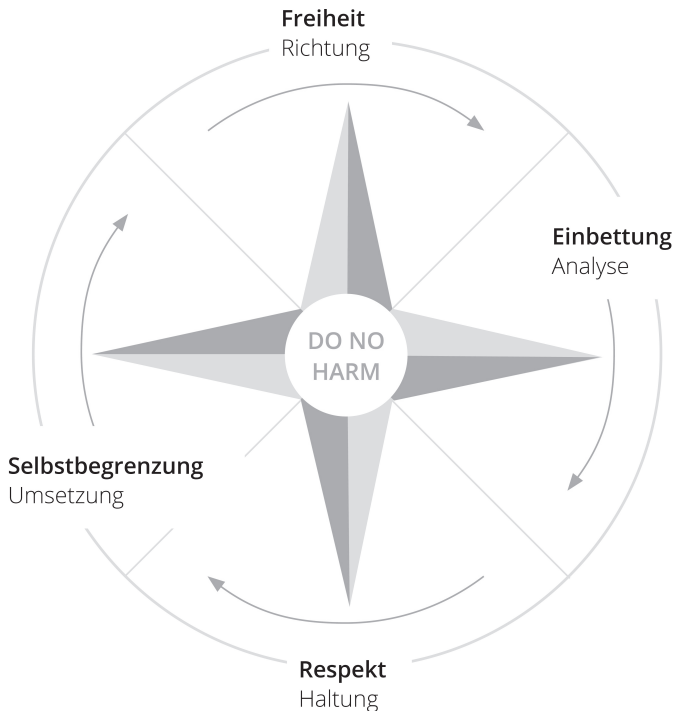 Freiheit
Richtung
Einbettung
Analyse
DO NO
HARM
Selbstbegrenzung
Umsetzung
Respekt
Haltung